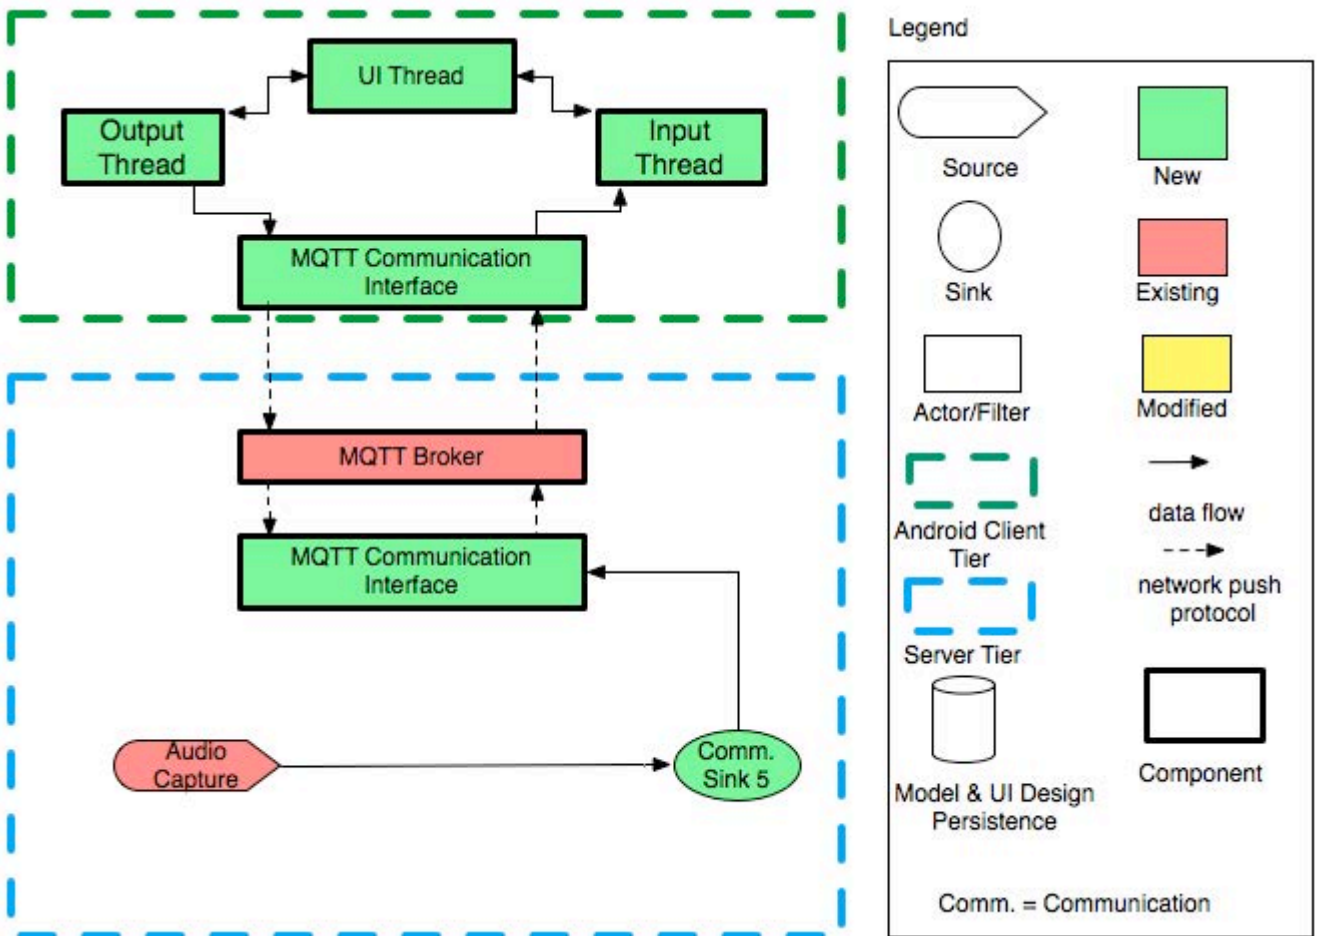 UI Thread
Output
Thread
Input
Thread
MQTT Communication
Interface
MQTT Broker
MQTT Communication
Interface
Audio
Capture
Comm.
Sink 5
Legend
Source
New
Sink
Existing
Actor/Filter
Modified
Android Client
Tier
data flow
network push
protocol
Server Tier
Model & UI Design
Persistence
Component
Comm. = Communication